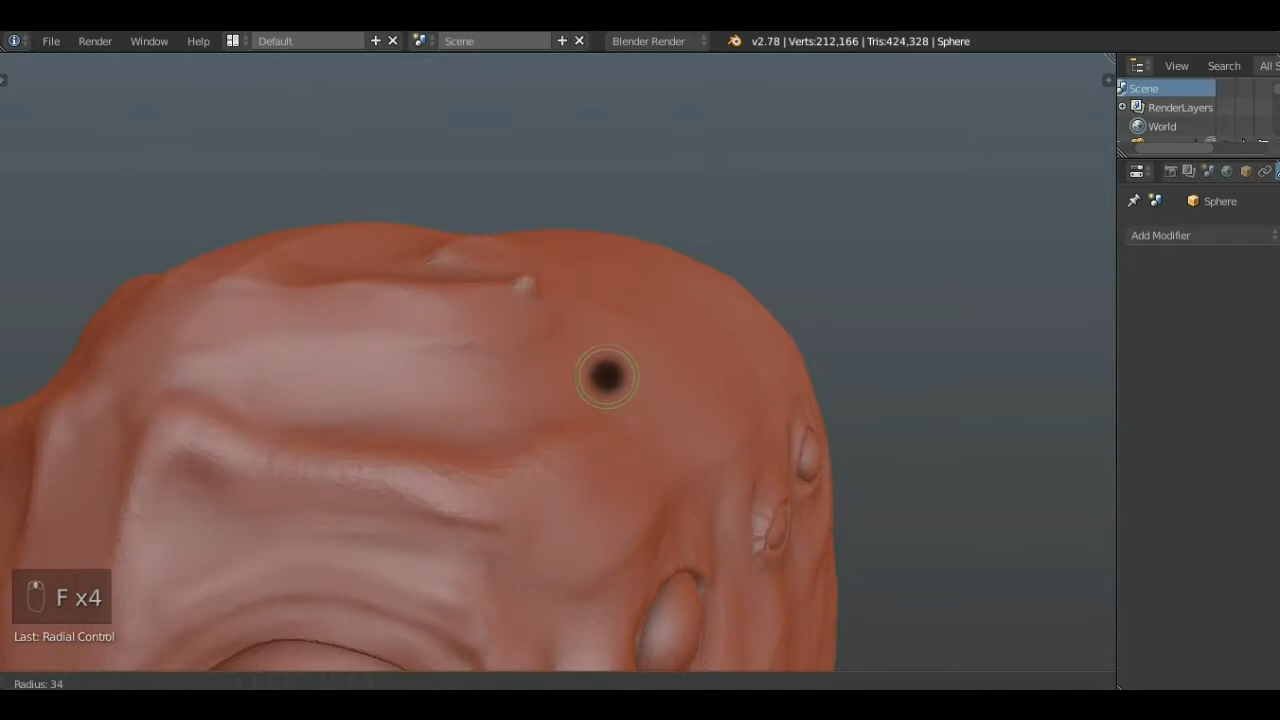 File Render Window Help Default Scene Blender Render v2.78 | Verts:212,166 | Tris:424,328 | Sphere
View Search All S
Scene
RenderLayers
World
Sphere
Add Modifier
F x4
Last: Radial Control
Radius: 34